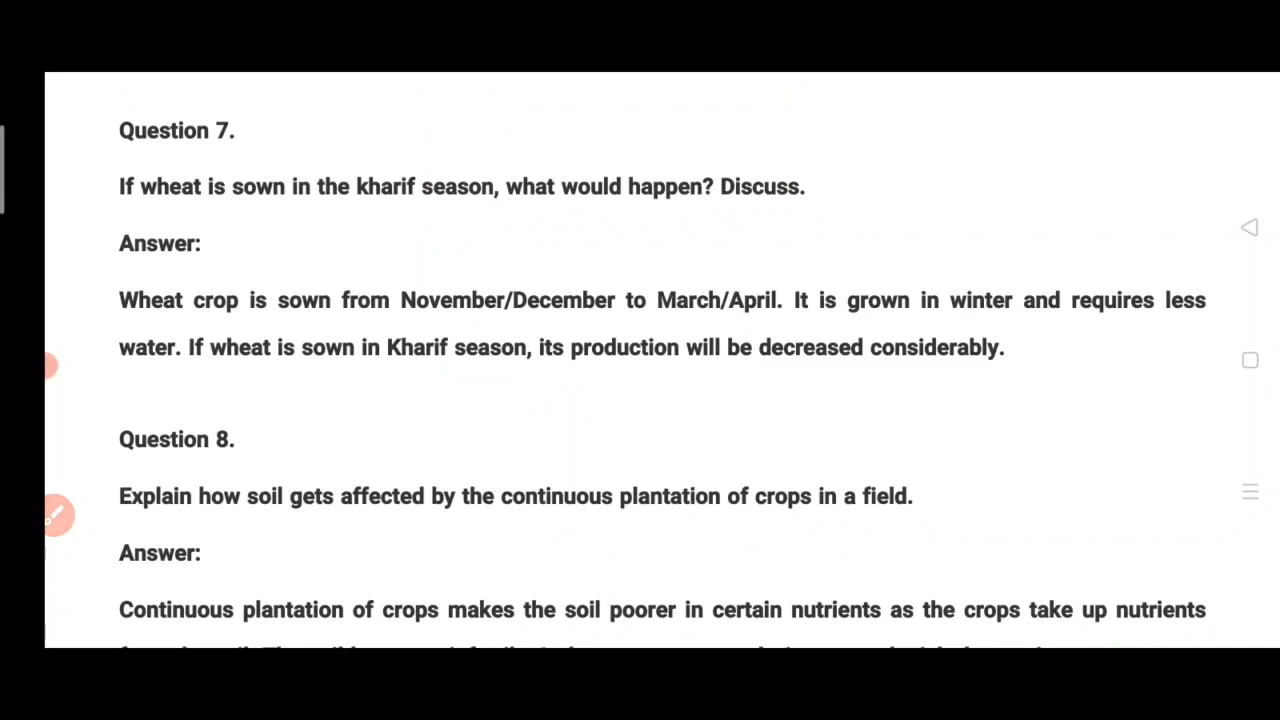 Question 7.
If wheat is sown in the kharif season, what would happen? Discuss.
Answer:
Wheat crop is sown from November/December to March/April. It is grown in winter and requires less
water. If wheat is sown in Kharif season, its production will be decreased considerably.
Question 8.
Explain how soil gets affected by the continuous plantation of crops in a field.
Answer:
Continuous plantation of crops makes the soil poorer in certain nutrients as the crops take up nutrients